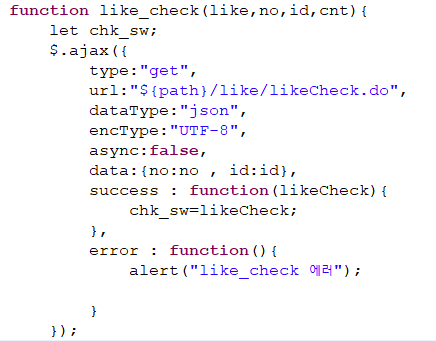 function like_check(like,no,id,cnt){
    let chk_sw;
    $.ajax({
        type:"get",
        url:"${path}/like/likeCheck.do",
        dataType:"json",
        encType:"UTF-8",
        async:false,
        data:{no:no , id:id},
        success : function(likeCheck){
            chk_sw=likeCheck;
        },
        error : function(){
            alert("like_check 에러");
        }
    });